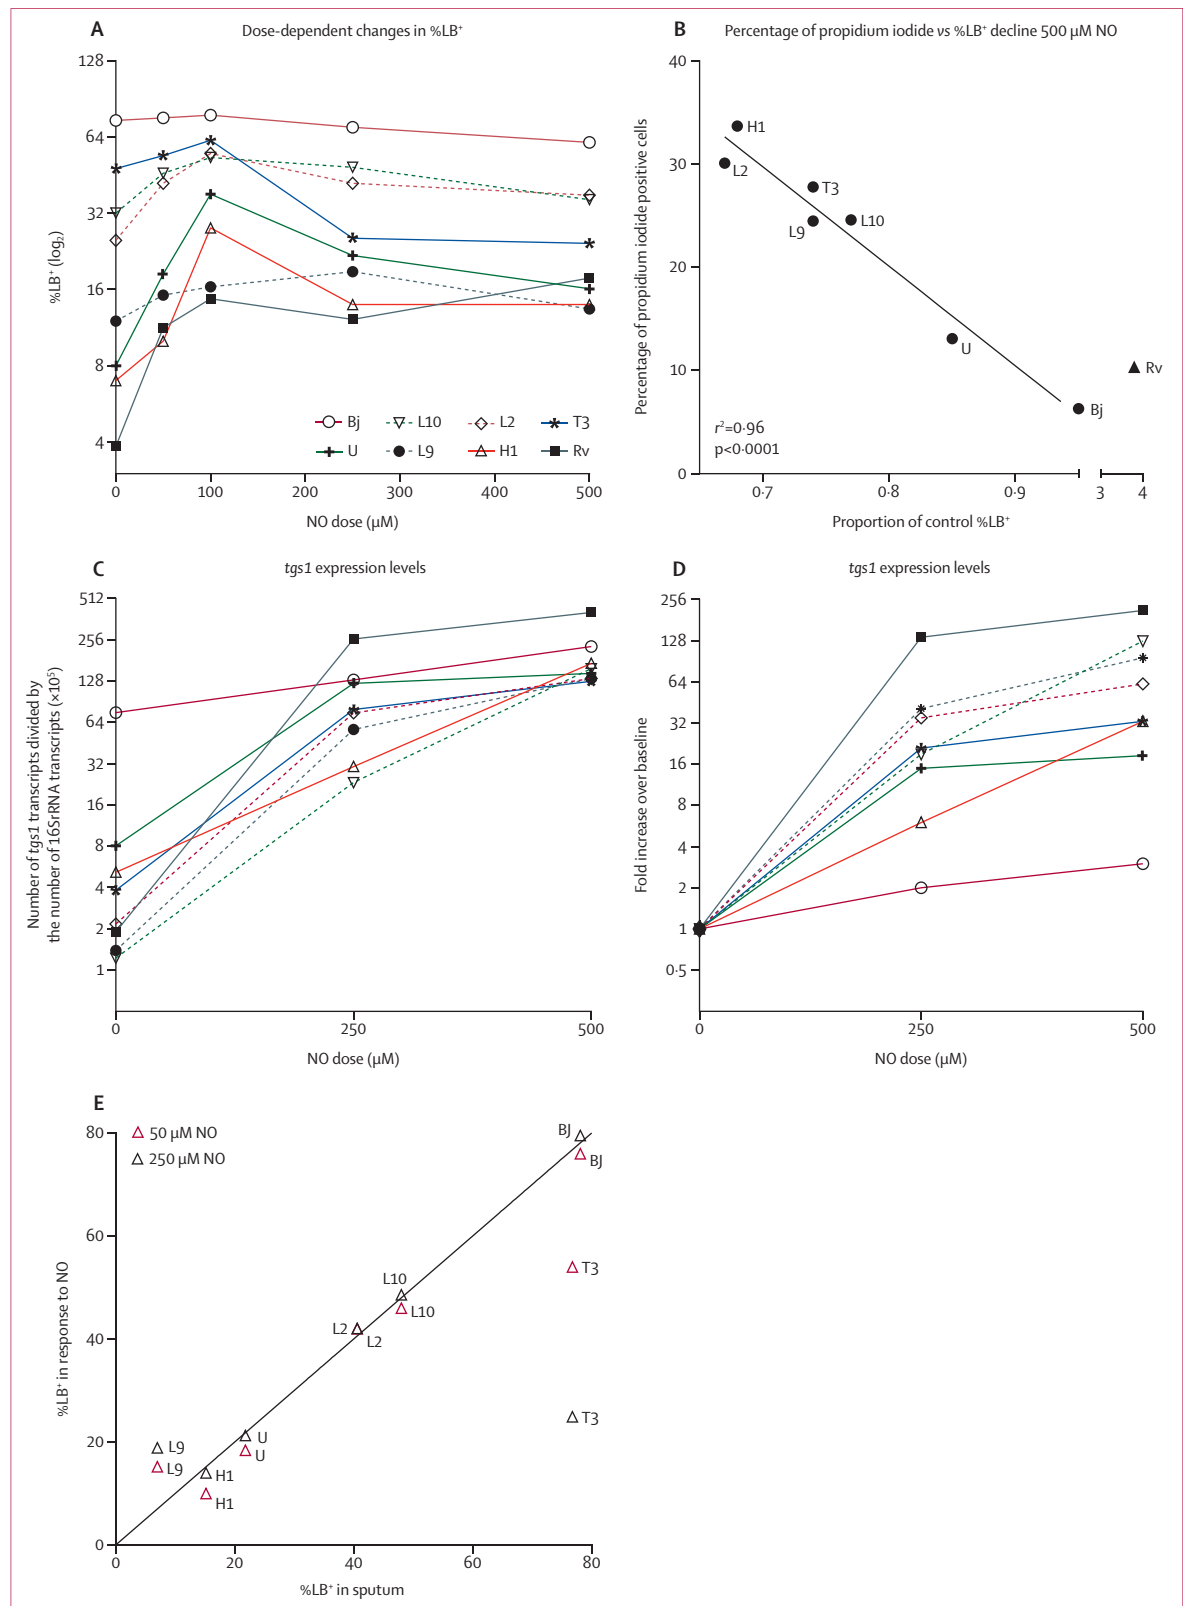 A
Dose-dependent changes in %LB⁺
128
64
32
16
8
4
%LB⁺ (log₂)
Bj
L10
L2
T3
U
L9
H1
Rv
0
100
200
300
400
500
NO dose (µM)
B
Percentage of propidium iodide vs %LB⁺ decline 500 µM NO
40
30
20
10
0
Percentage of propidium iodide positive cells
H1
L2
T3
L9
L10
U
Rv
Bj
r²=0·96
p<0·0001
0·7
0·8
0·9
3
4
Proportion of control %LB⁺
C
tgs1 expression levels
512
256
128
64
32
16
8
4
2
1
Number of tgs1 transcripts divided by
the number of 16SrRNA transcripts (×10⁵)
0
250
500
NO dose (µM)
D
tgs1 expression levels
256
128
64
32
16
8
4
2
1
0·5
Fold increase over baseline
0
250
500
NO dose (µM)
E
50 µM NO
250 µM NO
80
60
40
20
0
%LB⁺ in response to NO
BJ
BJ
T3
L10
L10
L2
L2
T3
U
U
L9
L9
H1
H1
0
20
40
60
80
%LB⁺ in sputum